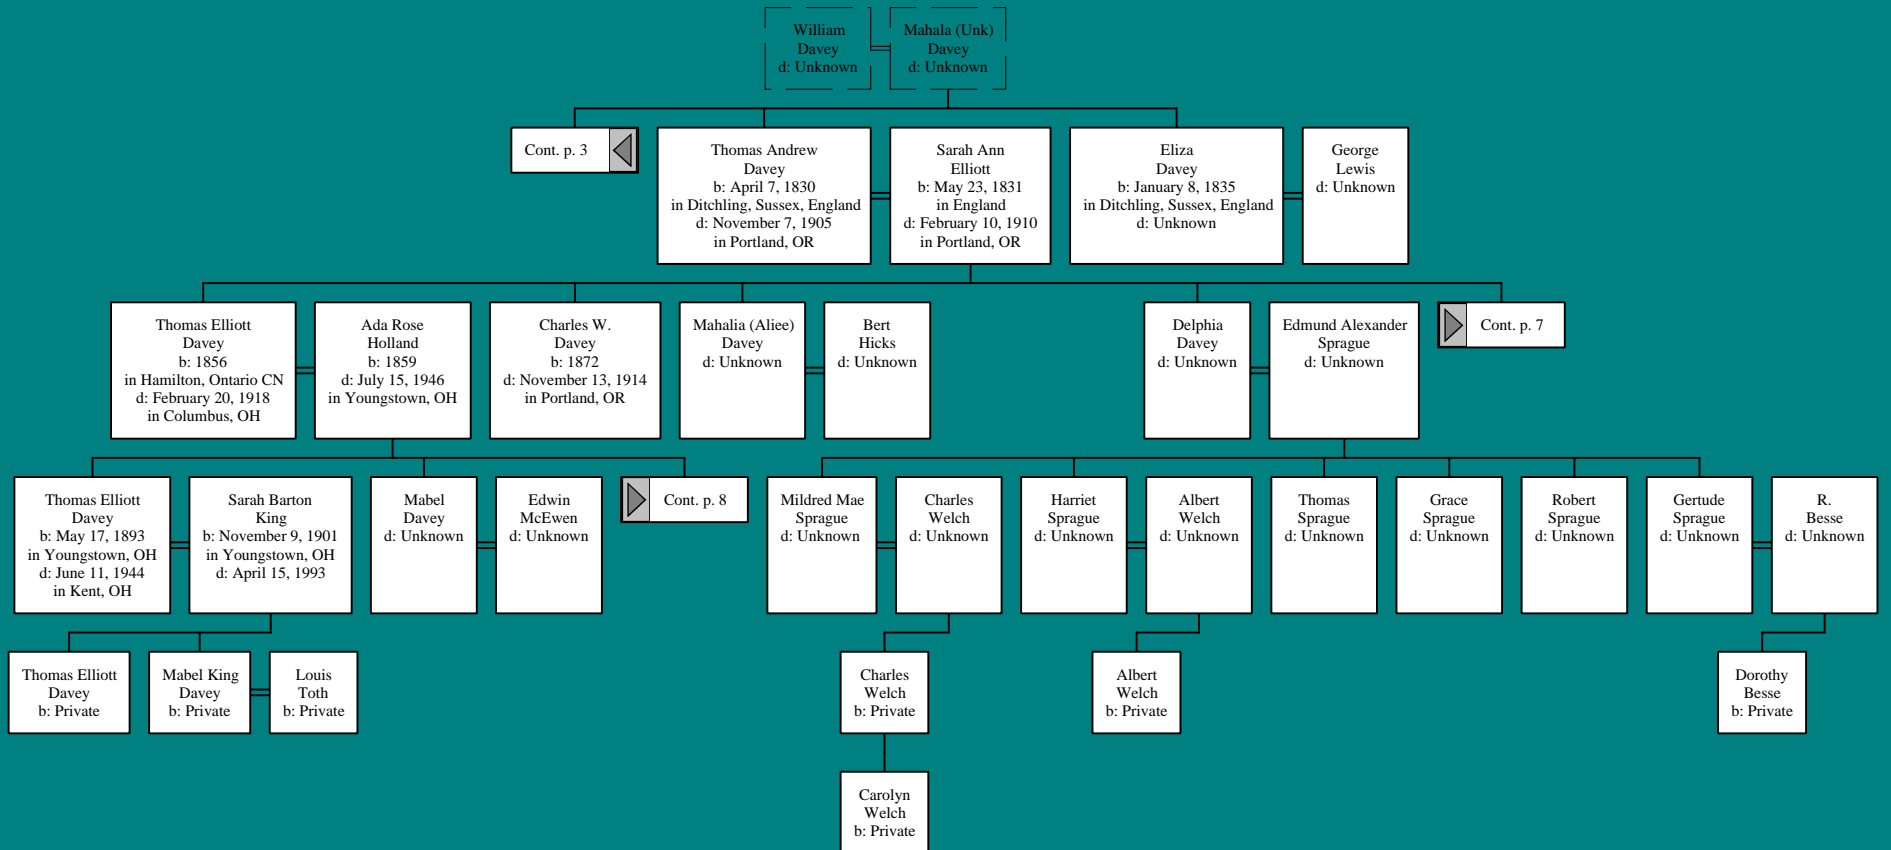 William
Davey
d: Unknown
Mahala (Unk)
Davey
d: Unknown
Cont. p. 3
Thomas Andrew
Davey
b: April 7, 1830
in Ditchling, Sussex, England
d: November 7, 1905
in Portland, OR
Sarah Ann
Elliott
b: May 23, 1831
in England
d: February 10, 1910
in Portland, OR
Eliza
Davey
b: January 8, 1835
in Ditchling, Sussex, England
d: Unknown
George
Lewis
d: Unknown
Thomas Elliott
Davey
b: 1856
in Hamilton, Ontario CN
d: February 20, 1918
in Columbus, OH
Ada Rose
Holland
b: 1859
d: July 15, 1946
in Youngstown, OH
Charles W.
Davey
b: 1872
d: November 13, 1914
in Portland, OR
Mahalia (Aliee)
Davey
d: Unknown
Bert
Hicks
d: Unknown
Delphia
Davey
d: Unknown
Edmund Alexander
Sprague
d: Unknown
Cont. p. 7
Thomas Elliott
Davey
b: May 17, 1893
in Youngstown, OH
d: June 11, 1944
in Kent, OH
Sarah Barton
King
b: November 9, 1901
in Youngstown, OH
d: April 15, 1993
Mabel
Davey
d: Unknown
Edwin
McEwen
d: Unknown
Cont. p. 8
Mildred Mae
Sprague
d: Unknown
Charles
Welch
d: Unknown
Harriet
Sprague
d: Unknown
Albert
Welch
d: Unknown
Thomas
Sprague
d: Unknown
Grace
Sprague
d: Unknown
Robert
Sprague
d: Unknown
Gertude
Sprague
d: Unknown
R.
Besse
d: Unknown
Thomas Elliott
Davey
b: Private
Mabel King
Davey
b: Private
Louis
Toth
b: Private
Charles
Welch
b: Private
Albert
Welch
b: Private
Dorothy
Besse
b: Private
Carolyn
Welch
b: Private